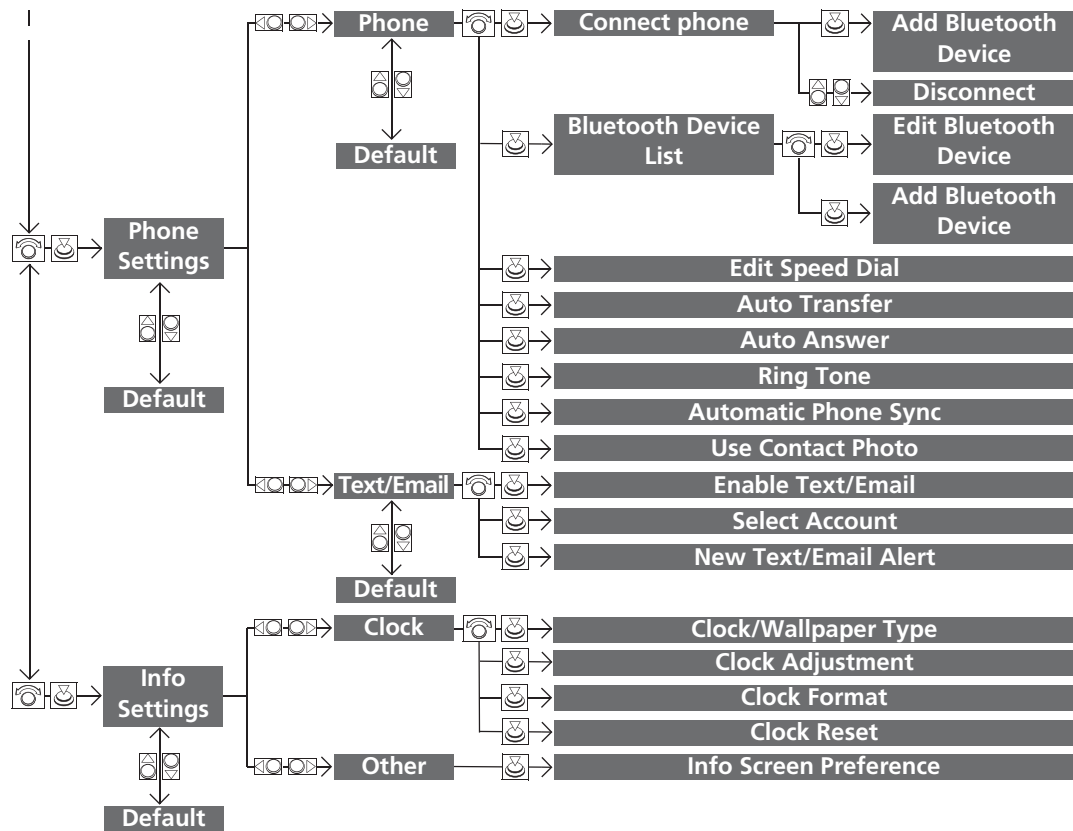 Phone
Connect phone
Add Bluetooth
Device
Disconnect
Default
Bluetooth Device
List
Edit Bluetooth
Device
Add Bluetooth
Device
Phone
Settings
Default
Edit Speed Dial
Auto Transfer
Auto Answer
Ring Tone
Automatic Phone Sync
Use Contact Photo
Text/Email
Enable Text/Email
Select Account
New Text/Email Alert
Default
Info
Settings
Default
Clock
Clock/Wallpaper Type
Clock Adjustment
Clock Format
Clock Reset
Other
Info Screen Preference